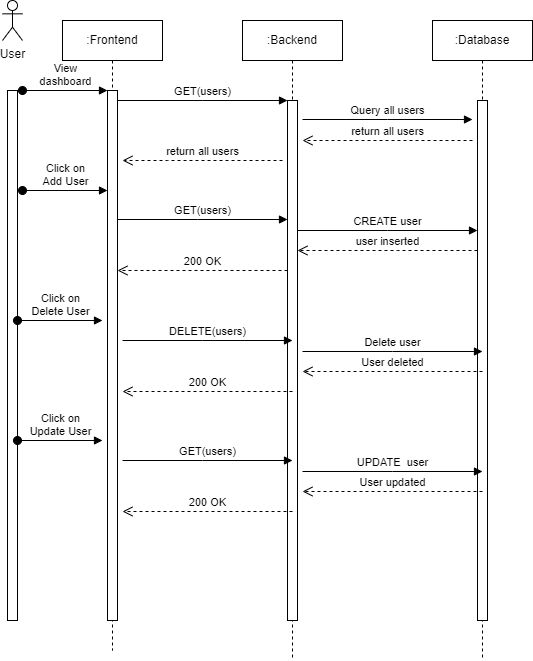 User
:Frontend
:Backend
:Database
View
dashboard
GET(users)
Query all users
return all users
return all users
Click on
Add User
GET(users)
CREATE user
user inserted
200 OK
Click on
Delete User
DELETE(users)
Delete user
User deleted
200 OK
Click on
Update User
GET(users)
UPDATE  user
User updated
200 OK